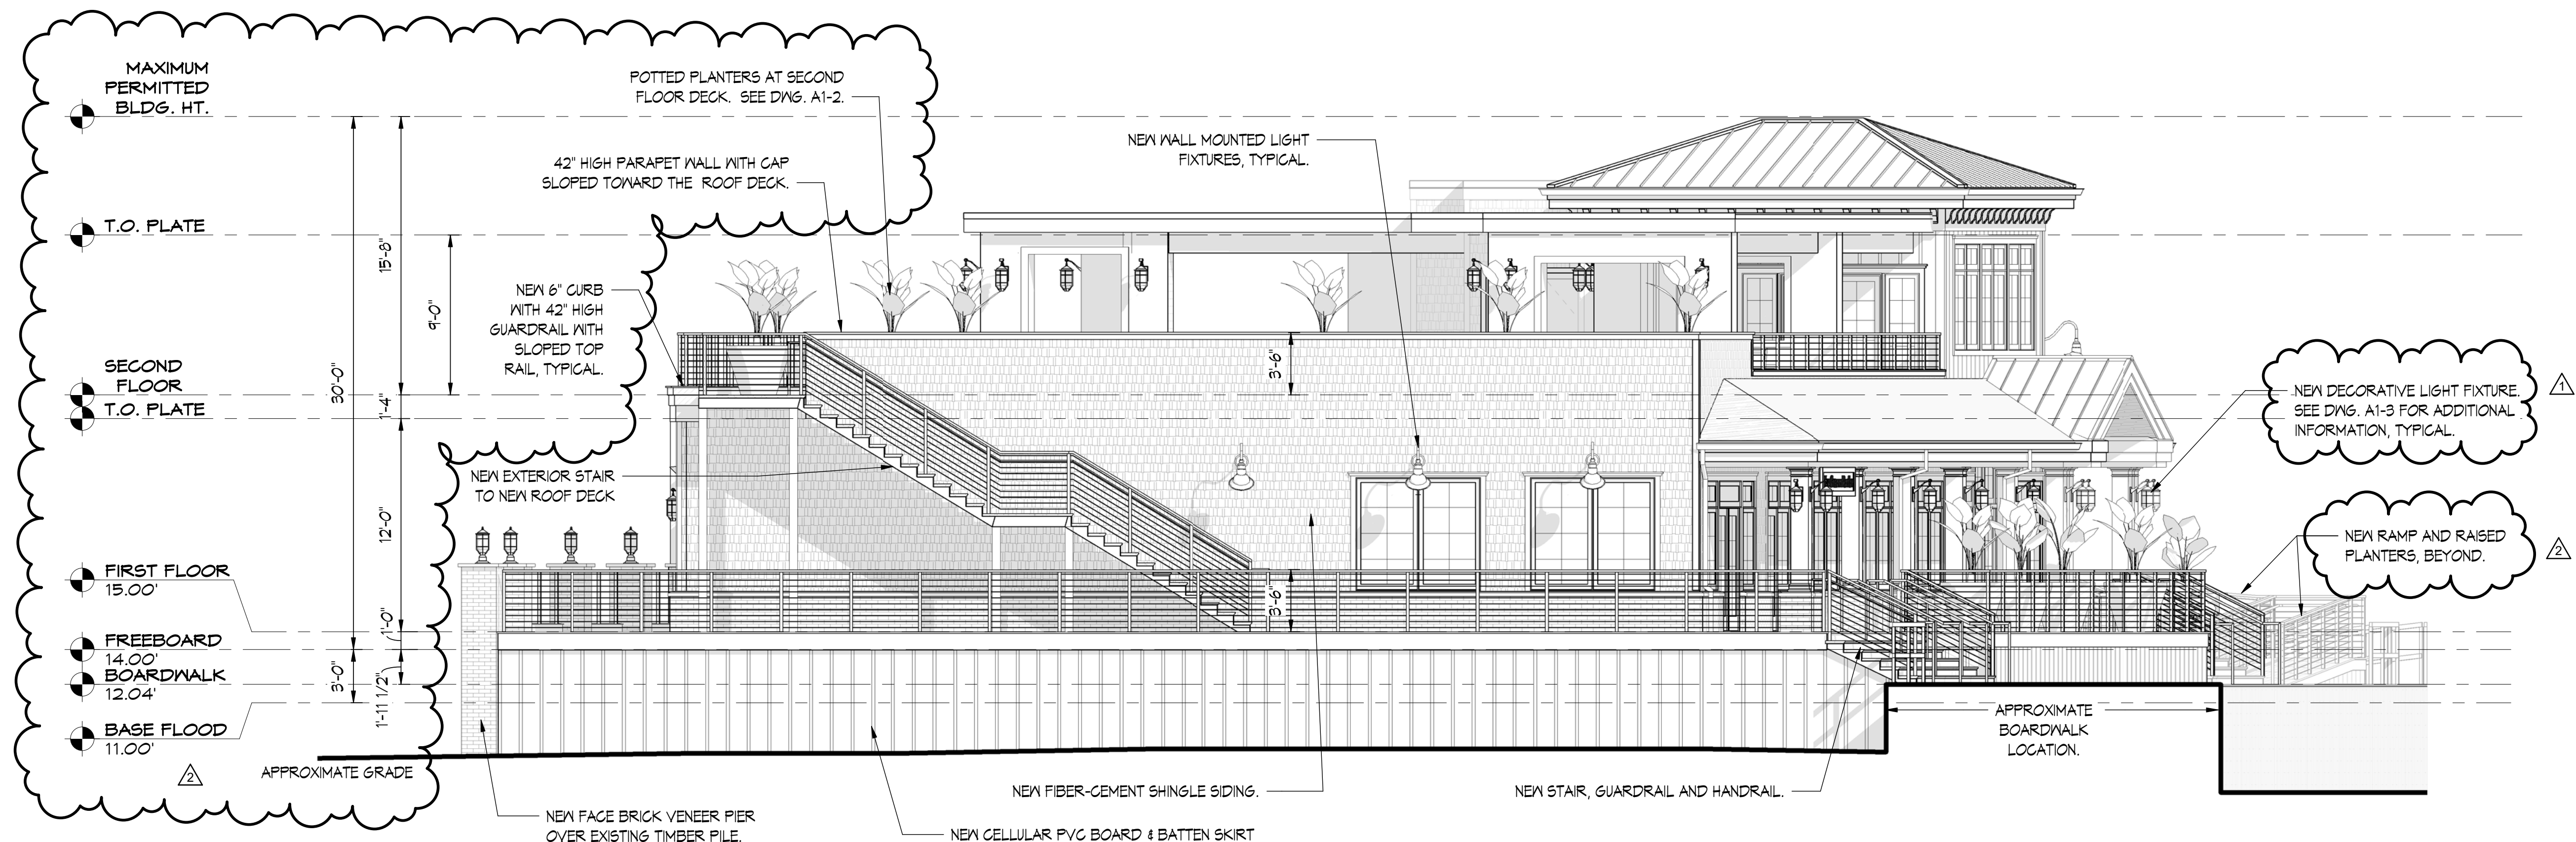 MAXIMUM
PERMITTED
BLDG. HT.
T.O. PLATE
SECOND
FLOOR
T.O. PLATE
FIRST FLOOR
15.00'
FREEBOARD
14.00'
BOARDWALK
12.04'
BASE FLOOD
11.00'
2
APPROXIMATE GRADE
30'-0"
3'-0"
15'-8"
1'-4"
12'-0"
1'-0"
1'-11 1/2"
9'-0"
POTTED PLANTERS AT SECOND
FLOOR DECK. SEE DWG. A1-2.
42" HIGH PARAPET WALL WITH CAP
SLOPED TOWARD THE ROOF DECK.
NEW 6" CURB
WITH 42" HIGH
GUARDRAIL WITH
SLOPED TOP
RAIL, TYPICAL.
NEW EXTERIOR STAIR
TO NEW ROOF DECK
NEW WALL MOUNTED LIGHT
FIXTURES, TYPICAL.
3'-6"
3'-6"
NEW DECORATIVE LIGHT FIXTURE.
SEE DWG. A1-3 FOR ADDITIONAL
INFORMATION, TYPICAL.
1
NEW RAMP AND RAISED
PLANTERS, BEYOND.
2
APPROXIMATE
BOARDWALK
LOCATION.
NEW FIBER-CEMENT SHINGLE SIDING.
NEW STAIR, GUARDRAIL AND HANDRAIL.
NEW FACE BRICK VENEER PIER
OVER EXISTING TIMBER PILE.
NEW CELLULAR PVC BOARD & BATTEN SKIRT